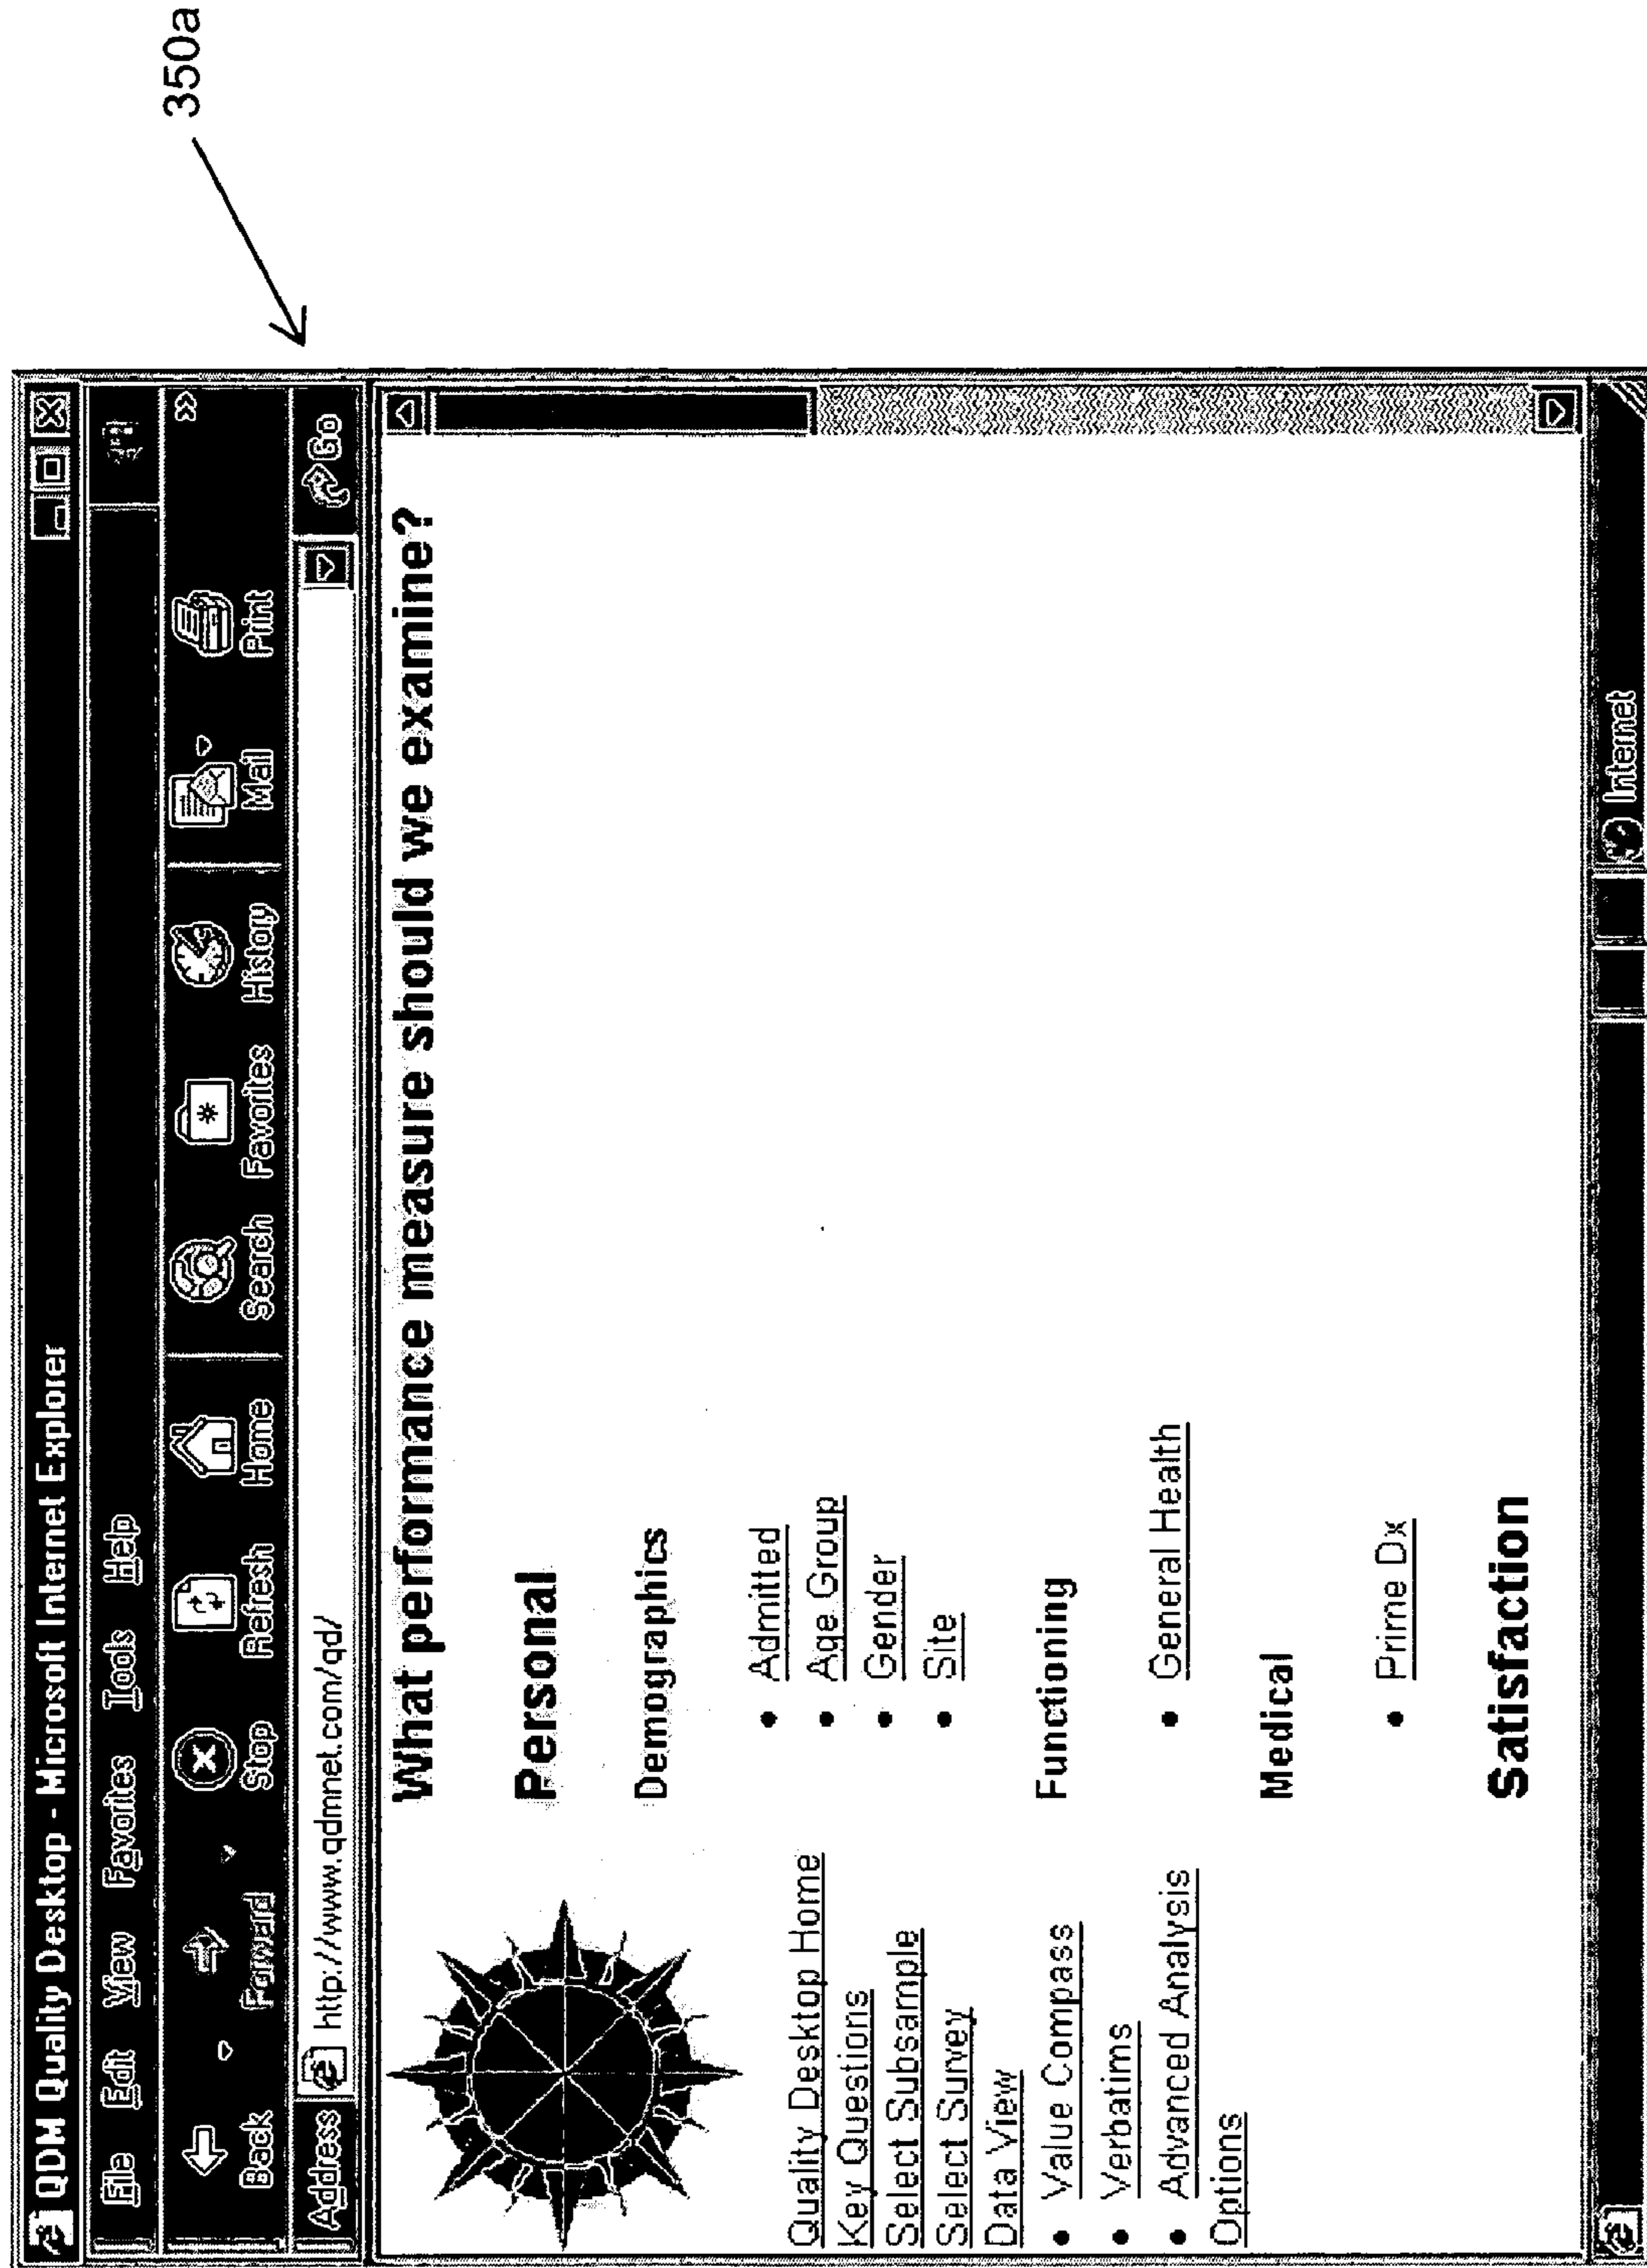 350a
QDM Quality Desktop - Microsoft Internet Explorer
File Edit View Favorites Tools Help
Back Forward Stop Refresh Home Search Favorites History Mail Print »
Address http://www.qdmnet.com/qd/ Go
What performance measure should we examine?
Quality Desktop Home
Key Questions
Select Subsample
Select Survey
Data View
• Value Compass
• Verbatims
• Advanced Analysis
Options
Personal
Demographics
• Admitted
• Age Group
• Gender
• Site
Functioning
• General Health
Medical
• Prime Dx
Satisfaction
Internet